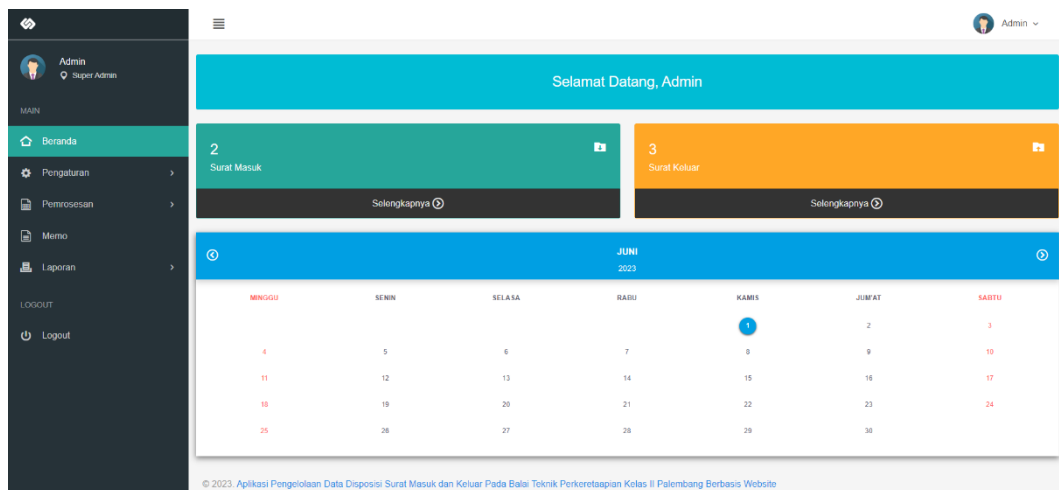 Admin
Admin
Super Admin
Selamat Datang, Admin
MAIN
Beranda
Pengaturan
Pemrosesan
Memo
Laporan
LOGOUT
Logout
2
Surat Masuk
Selengkapnya
3
Surat Keluar
Selengkapnya
JUNI
2023
MINGGU SENIN SELASA RABU KAMIS JUM'AT SABTU
1 2 3
4 5 6 7 8 9 10
11 12 13 14 15 16 17
18 19 20 21 22 23 24
25 26 27 28 29 30
© 2023. Aplikasi Pengelolaan Data Disposisi Surat Masuk dan Keluar Pada Balai Teknik Perkeretaapian Kelas II Palembang Berbasis Website